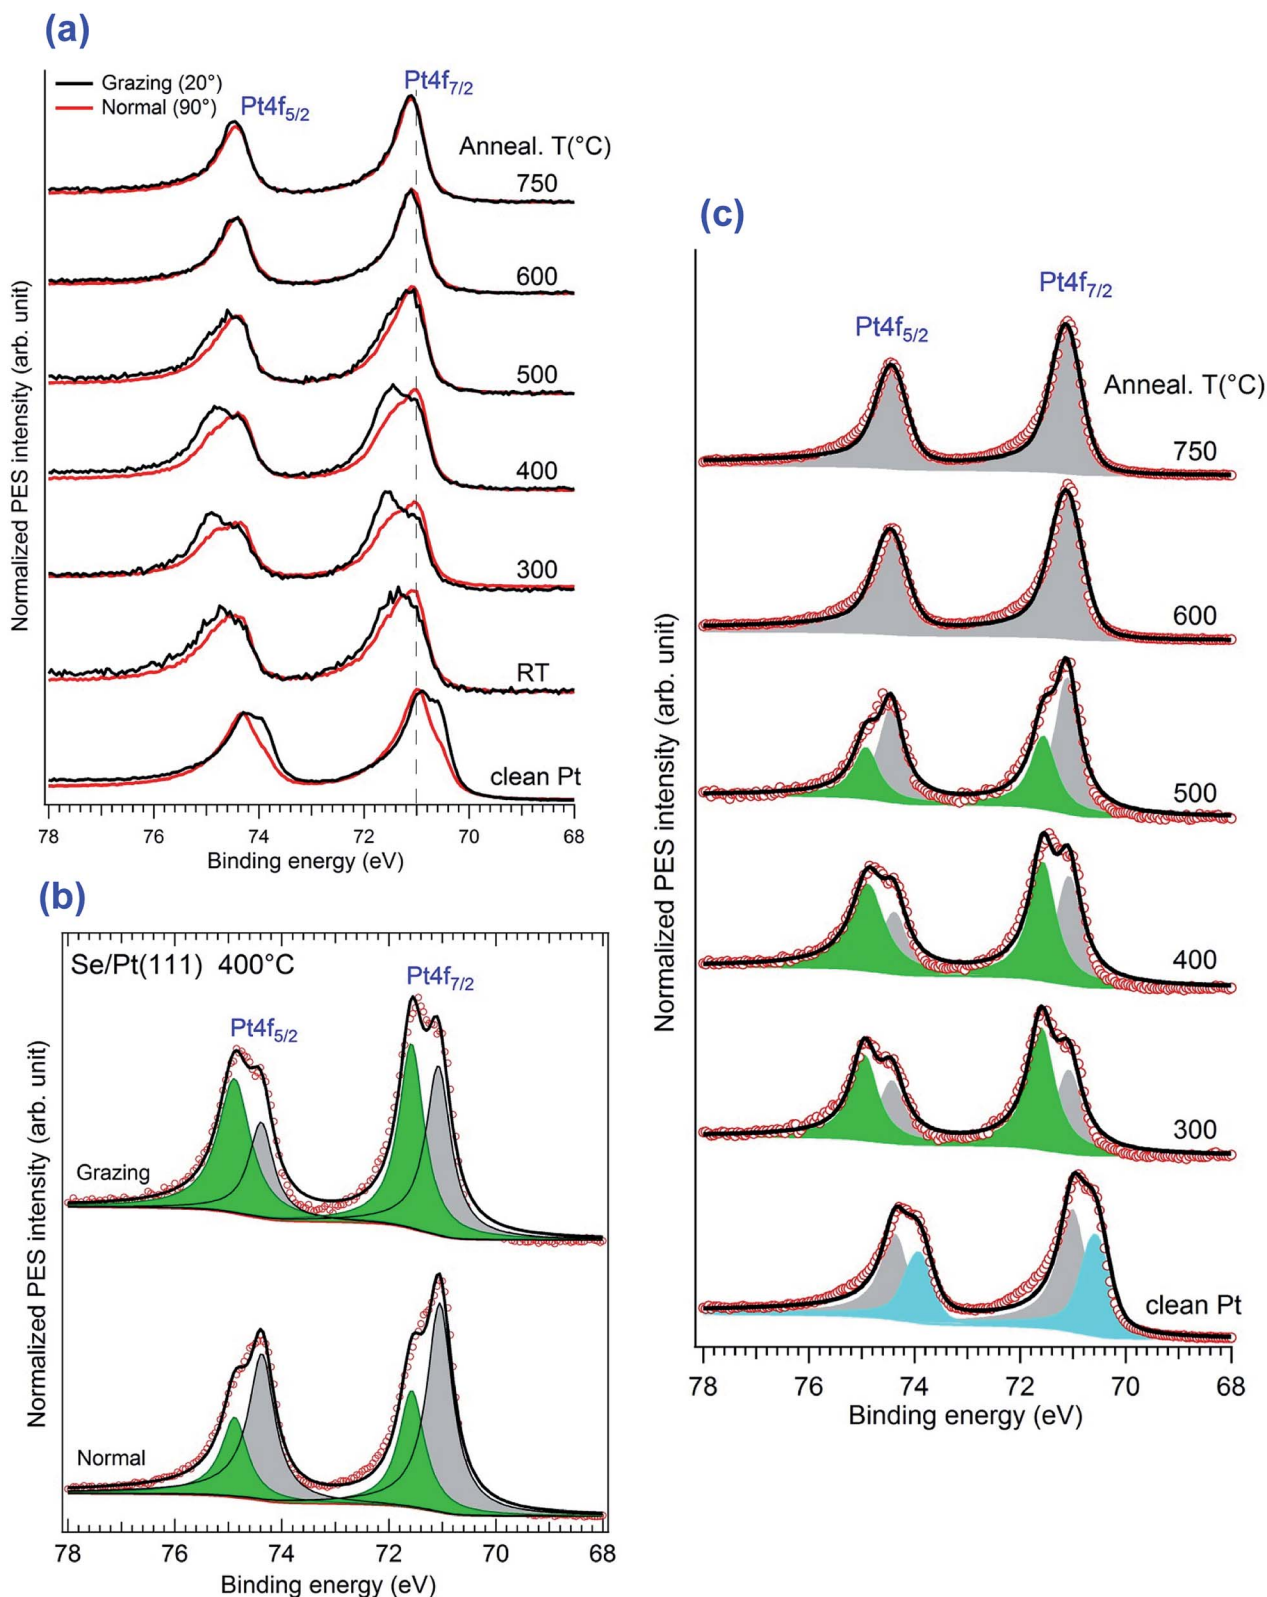 (a)
Grazing (20°)
Normal (90°)
Pt4f5/2
Pt4f7/2
Anneal. T(°C)
750
600
500
400
300
RT
clean Pt
Normalized PES intensity (arb. unit)
78 76 74 72 70 68
Binding energy (eV)
(b)
Se/Pt(111) 400°C
Pt4f7/2
Pt4f5/2
Grazing
Normal
Normalized PES intensity (arb. unit)
78 76 74 72 70 68
Binding energy (eV)
(c)
Pt4f7/2
Pt4f5/2
Anneal. T(°C)
750
600
500
400
300
clean Pt
Normalized PES intensity (arb. unit)
78 76 74 72 70 68
Binding energy (eV)